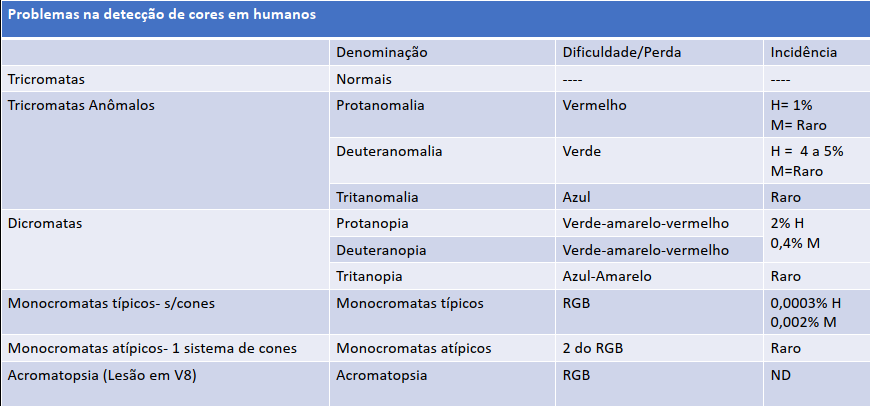 Problemas na detecção de cores em humanos
Denominação Dificuldade/Perda Incidência
Tricromatas Normais ---- ----
Tricromatas Anômalos Protanomalia Vermelho H= 1%
M= Raro
Deuteranomalia Verde H = 4 a 5%
M=Raro
Tritanomalia Azul Raro
Dicromatas Protanopia Verde-amarelo-vermelho 2% H
Deuteranopia Verde-amarelo-vermelho 0,4% M
Tritanopia Azul-Amarelo Raro
Monocromatas típicos- s/cones Monocromatas típicos RGB 0,0003% H
0,002% M
Monocromatas atípicos- 1 sistema de cones Monocromatas atípicos 2 do RGB Raro
Acromatopsia (Lesão em V8) Acromatopsia RGB ND